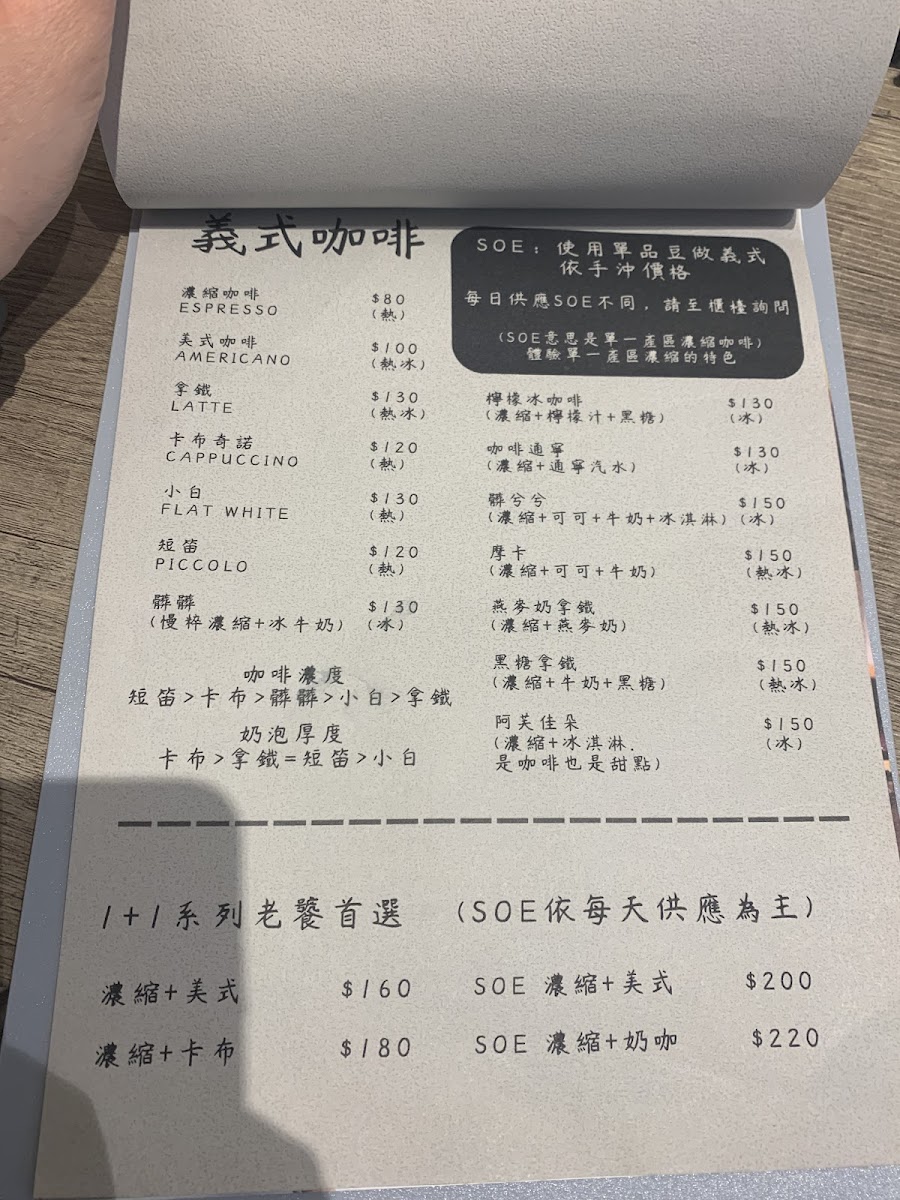 義式咖啡
濃縮咖啡 $80
ESPRESSO (熱)
美式咖啡 $100
AMERICANO (熱冰)
拿鐵 $130
LATTE (熱冰)
卡布奇諾 $120
CAPPUCCINO (熱)
小白 $130
FLAT WHITE (熱)
短笛 $120
PICCOLO (熱)
髒髒 $130
(慢粹濃縮+冰牛奶) (冰)
咖啡濃度
短笛>卡布>髒髒>小白>拿鐵
奶泡厚度
卡布>拿鐵=短笛>小白
SOE: 使用單品豆做義式
依手沖價格
每日供應SOE不同, 請至櫃檯詢問
(SOE意思是單一產區濃縮咖啡)
體驗單一產區濃縮的特色
檸檬冰咖啡 $130
(濃縮+檸檬汁+黑糖) (冰)
咖啡通寧 $130
(濃縮+通寧汽水) (冰)
髒兮兮 $150
(濃縮+可可+牛奶+冰淇淋) (冰)
摩卡 $150
(濃縮+可可+牛奶) (熱冰)
燕麥奶拿鐵 $150
(濃縮+燕麥奶) (熱冰)
黑糖拿鐵 $150
(濃縮+牛奶+黑糖) (熱冰)
阿芙佳朵 $150
(濃縮+冰淇淋. (冰)
是咖啡也是甜點)
1+1系列老饕首選 (SOE依每天供應為主)
濃縮+美式 $160 SOE 濃縮+美式 $200
濃縮+卡布 $180 SOE 濃縮+奶咖 $220